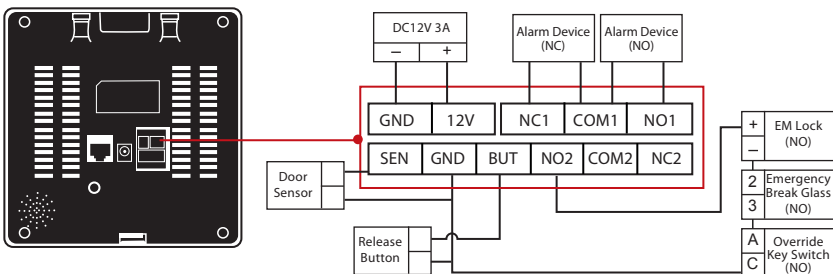 DC12V 3A
– +
Alarm Device
(NC)
Alarm Device
(NO)
GND 12V NC1 COM1 NO1
SEN GND BUT NO2 COM2 NC2
Door
Sensor
Release
Button
+
–
EM Lock
(NO)
2
3
Emergency
Break Glass
(NO)
A
C
Override
Key Switch
(NO)